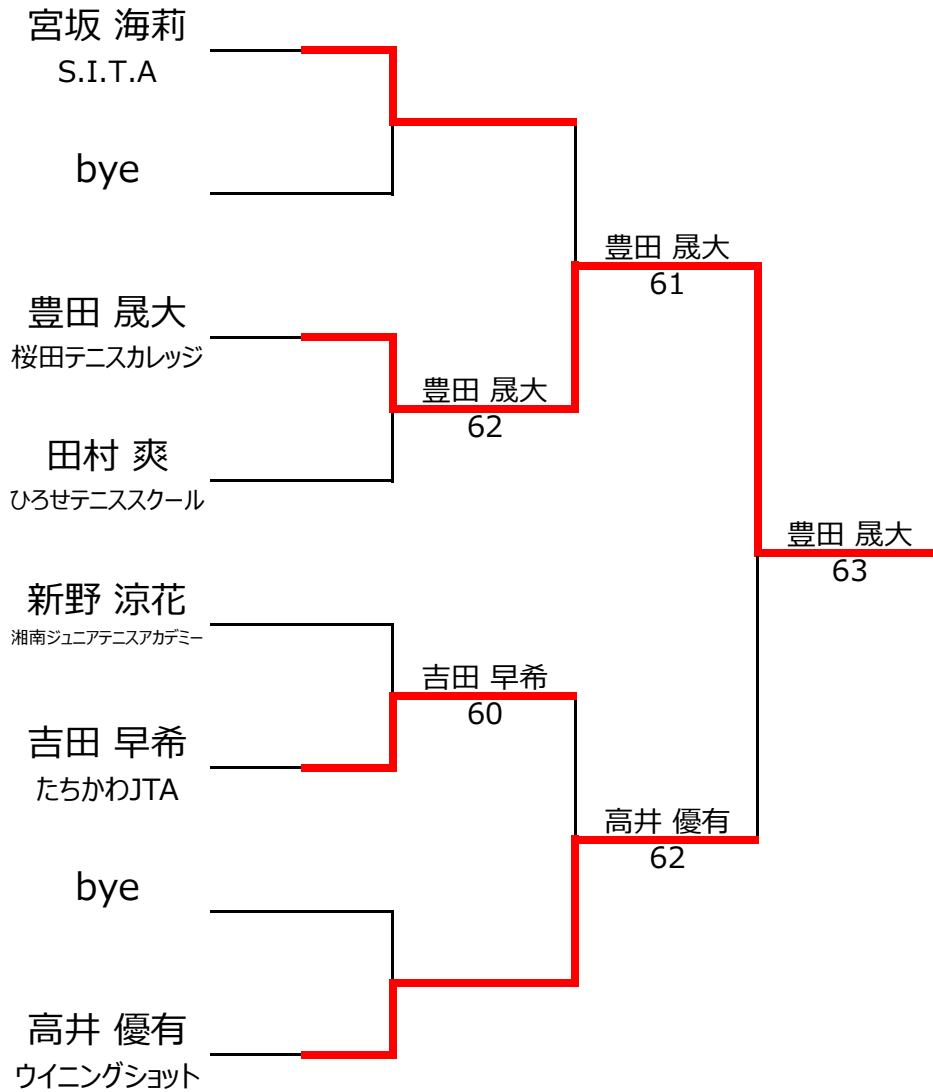 宮坂 海莉
S.I.T.A
bye
豊田 晟大
61
豊田 晟大
桜田テニスカレッジ
豊田 晟大
62
田村 爽
ひろせテニススクール
豊田 晟大
63
新野 涼花
湘南ジュニアテニスアカデミー
吉田 早希
60
吉田 早希
たちかわJTA
高井 優有
62
bye
高井 優有
ウイニングショット